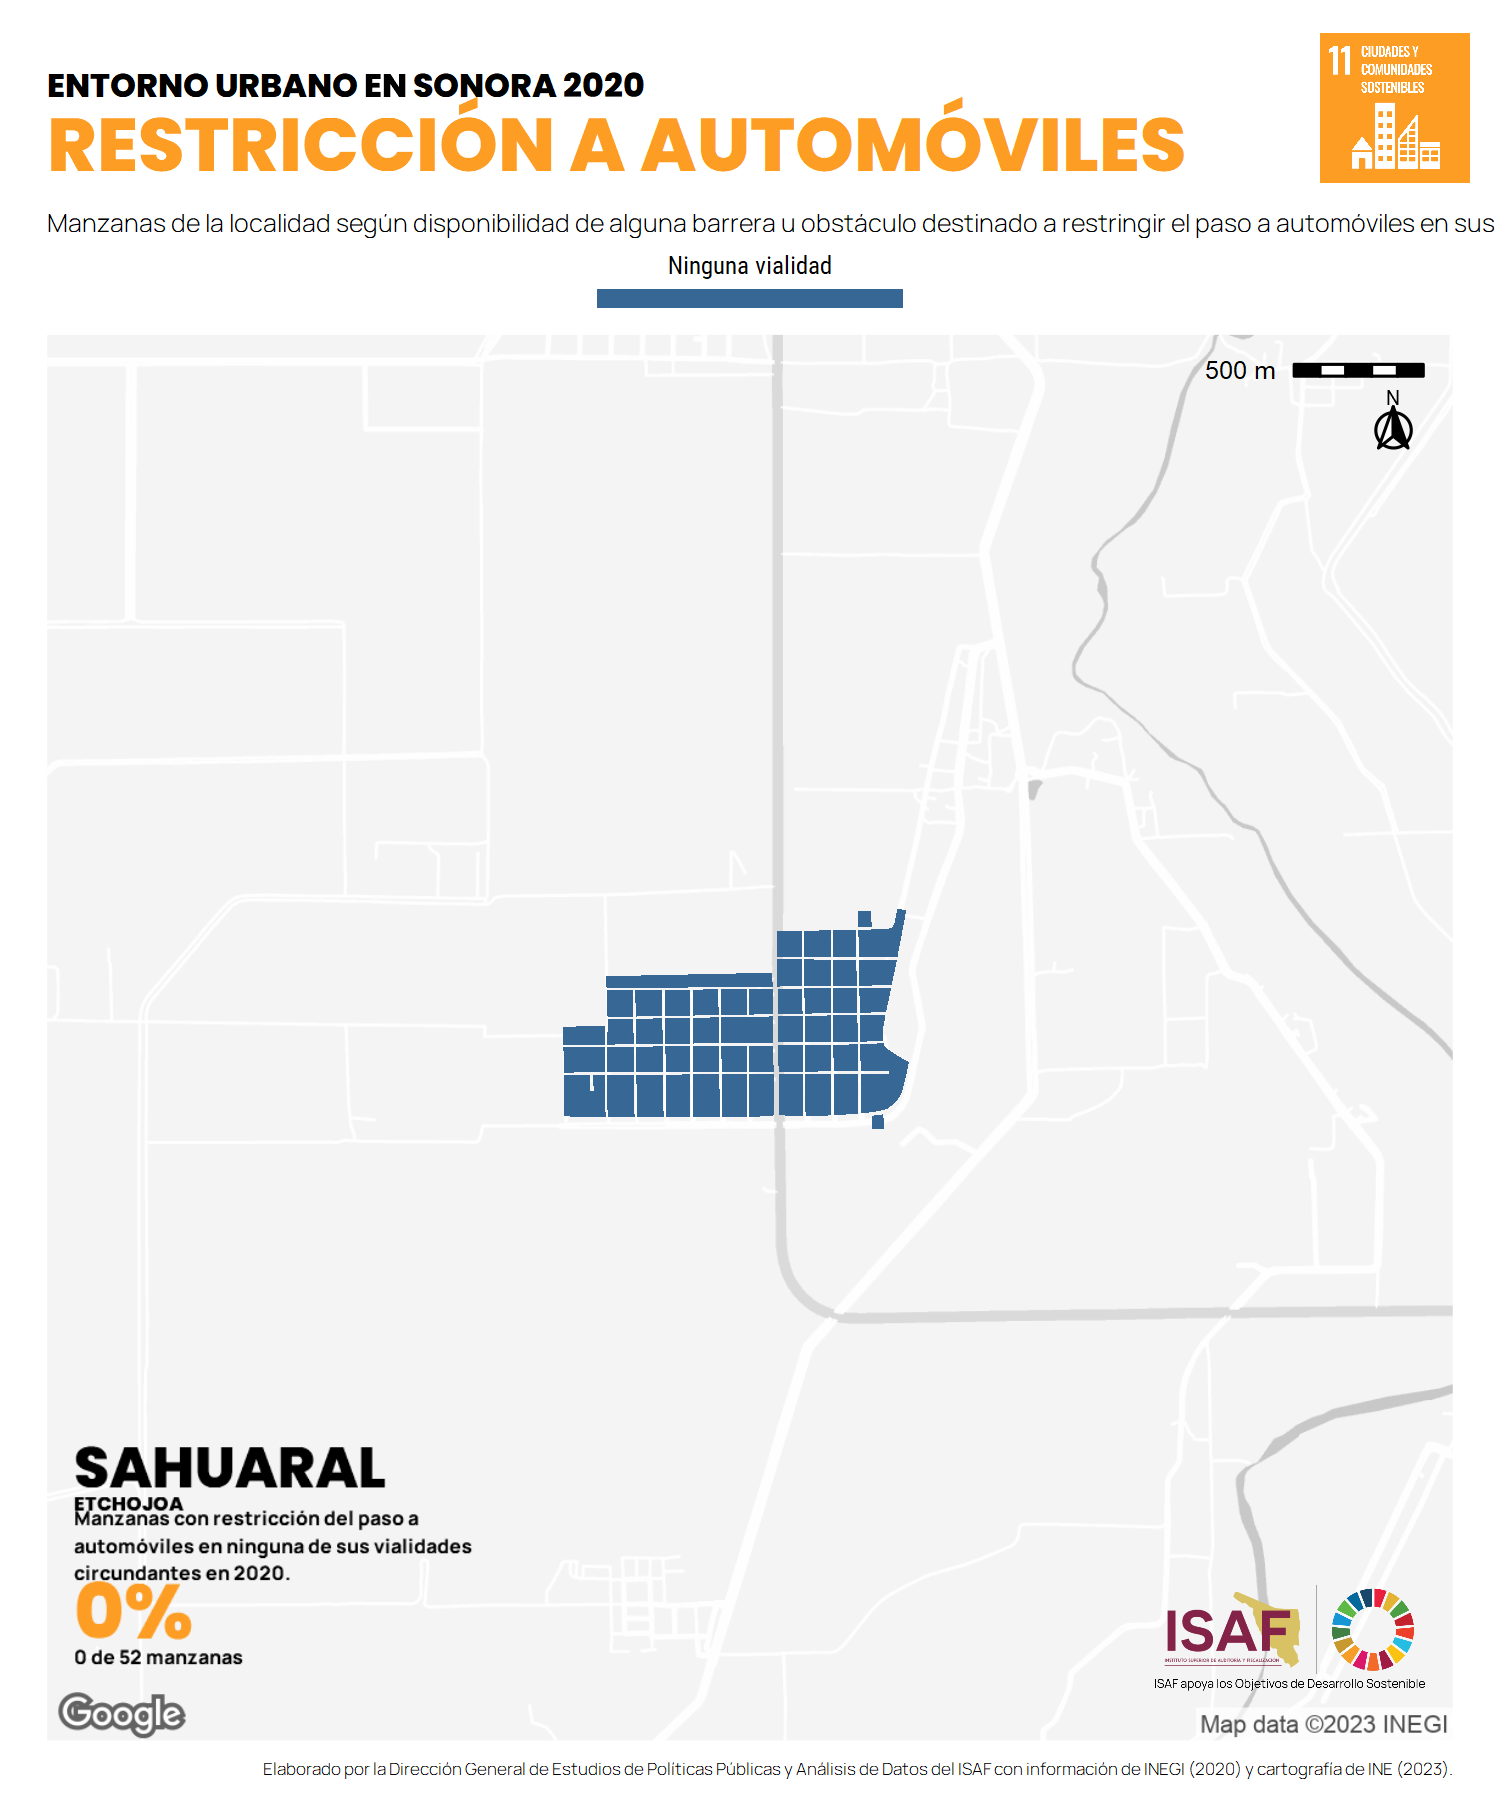 ENTORNO URBANO EN SONORA 2020
RESTRICCIÓN A AUTOMÓVILES
11 CIUDADES Y
COMUNIDADES
SOSTENIBLES
Manzanas de la localidad según disponibilidad de alguna barrera u obstáculo destinado a restringir el paso a automóviles en sus
Ninguna vialidad
500 m
N
SAHUARAL
ETCHOJOA
Manzanas con restricción del paso a
automóviles en ninguna de sus vialidades
circundantes en 2020.
0%
0 de 52 manzanas
ISAF
INSTITUTO SUPERIOR DE AUDITORÍA Y FISCALIZACIÓN
ISAF apoya los Objetivos de Desarrollo Sostenible
Google
Map data ©2023 INEGI
Elaborado por la Dirección General de Estudios de Políticas Públicas y Análisis de Datos del ISAF con información de INEGI (2020) y cartografía de INE (2023).